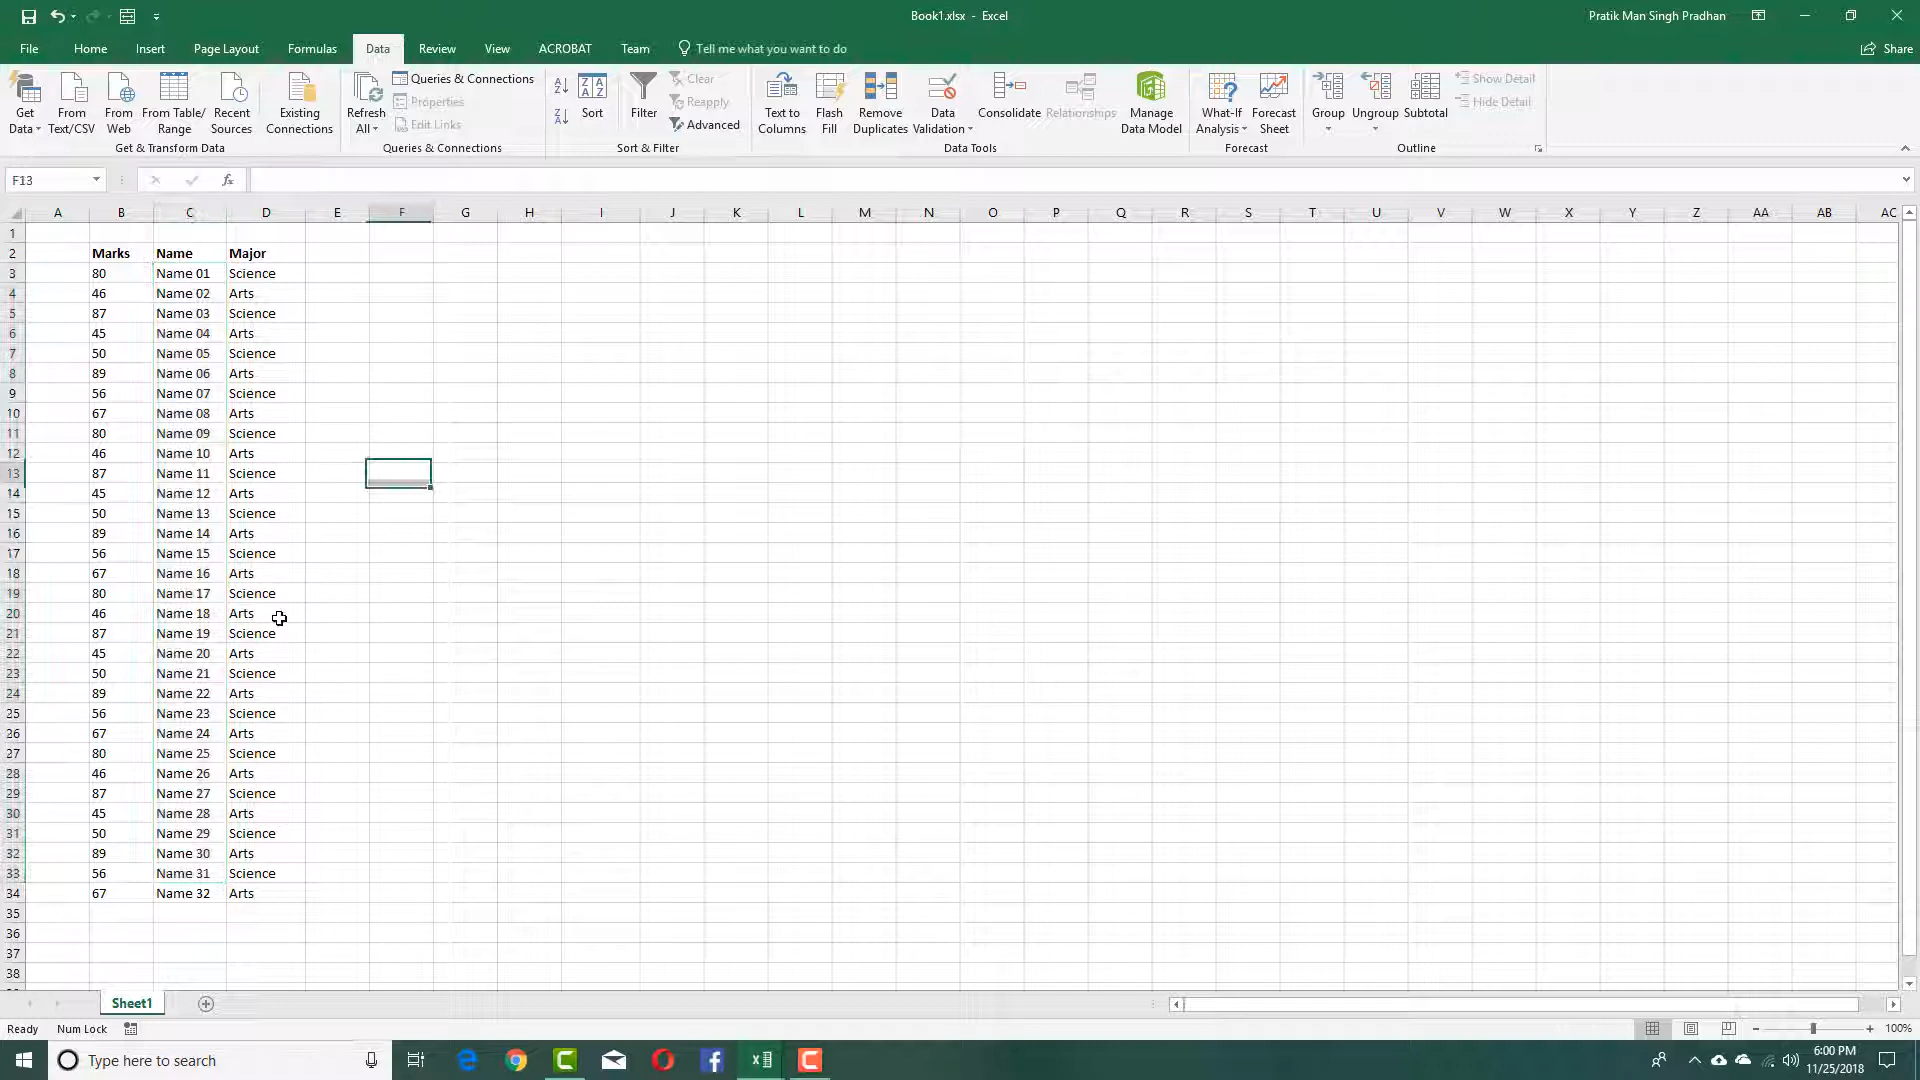 Book1.xlsx - Excel
Pratik Man Singh Pradhan
File Home Insert Page Layout Formulas Data Review View ACROBAT Team Tell me what you want to do Share
Get Data
From Text/CSV
From Web
From Table/ Range
Recent Sources
Existing Connections
Get & Transform Data
Refresh All
Queries & Connections
Properties
Edit Links
Queries & Connections
Sort
Filter
Clear
Reapply
Advanced
Sort & Filter
Text to Columns
Flash Fill
Remove Duplicates
Data Validation
Consolidate
Relationships
Manage Data Model
Data Tools
What-If Analysis
Forecast Sheet
Forecast
Group
Ungroup
Subtotal
Show Detail
Hide Detail
Outline
F13 fx
A B C D E F G H I J K L M N O P Q R S T U V W X Y Z AA AB AC
1
2 Marks Name Major
3 80 Name 01 Science
4 46 Name 02 Arts
5 87 Name 03 Science
6 45 Name 04 Arts
7 50 Name 05 Science
8 89 Name 06 Arts
9 56 Name 07 Science
10 67 Name 08 Arts
11 80 Name 09 Science
12 46 Name 10 Arts
13 87 Name 11 Science
14 45 Name 12 Arts
15 50 Name 13 Science
16 89 Name 14 Arts
17 56 Name 15 Science
18 67 Name 16 Arts
19 80 Name 17 Science
20 46 Name 18 Arts
21 87 Name 19 Science
22 45 Name 20 Arts
23 50 Name 21 Science
24 89 Name 22 Arts
25 56 Name 23 Science
26 67 Name 24 Arts
27 80 Name 25 Science
28 46 Name 26 Arts
29 87 Name 27 Science
30 45 Name 28 Arts
31 50 Name 29 Science
32 89 Name 30 Arts
33 56 Name 31 Science
34 67 Name 32 Arts
35
36
37
38
Sheet1
Ready Num Lock 100%
Type here to search
6:00 PM
11/25/2018